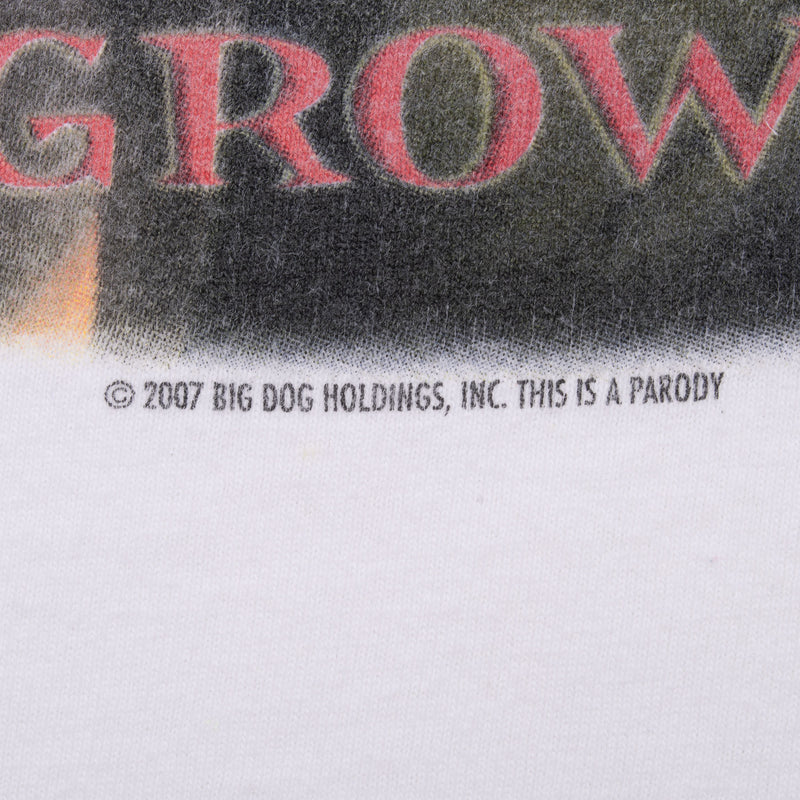 GROW
© 2007 BIG DOG HOLDINGS, INC. THIS IS A PARODY